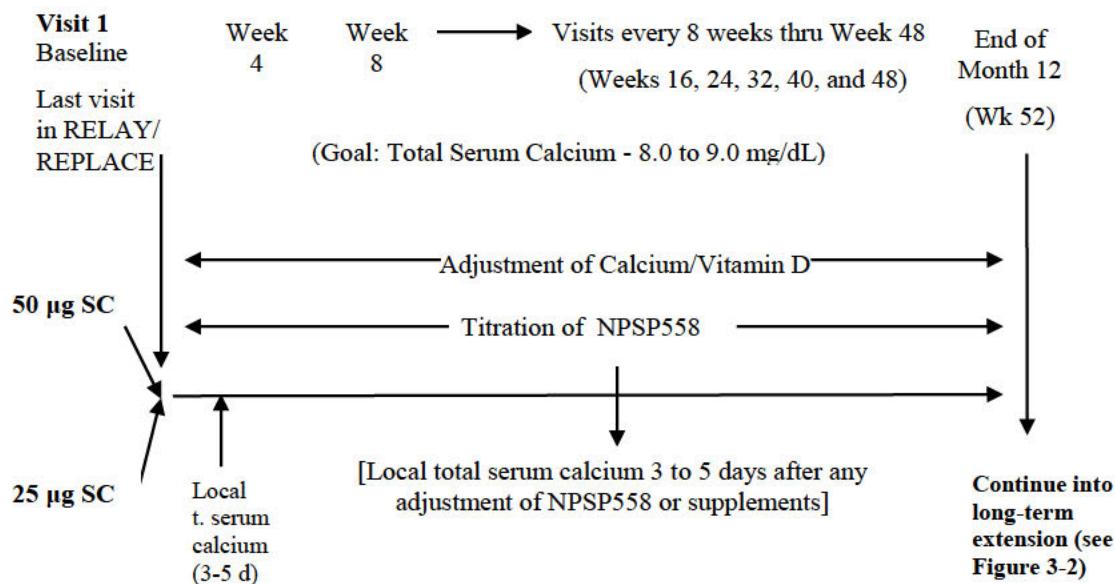 Visit 1
Baseline
Last visit
in RELAY/
REPLACE
Week
4
Week
8
Visits every 8 weeks thru Week 48
(Weeks 16, 24, 32, 40, and 48)
End of
Month 12
(Wk 52)
(Goal: Total Serum Calcium - 8.0 to 9.0 mg/dL)
Adjustment of Calcium/Vitamin D
50 µg SC
Titration of NPSP558
25 µg SC
Local
t. serum
calcium
(3-5 d)
[Local total serum calcium 3 to 5 days after any
adjustment of NPSP558 or supplements]
Continue into
long-term
extension (see
Figure 3-2)